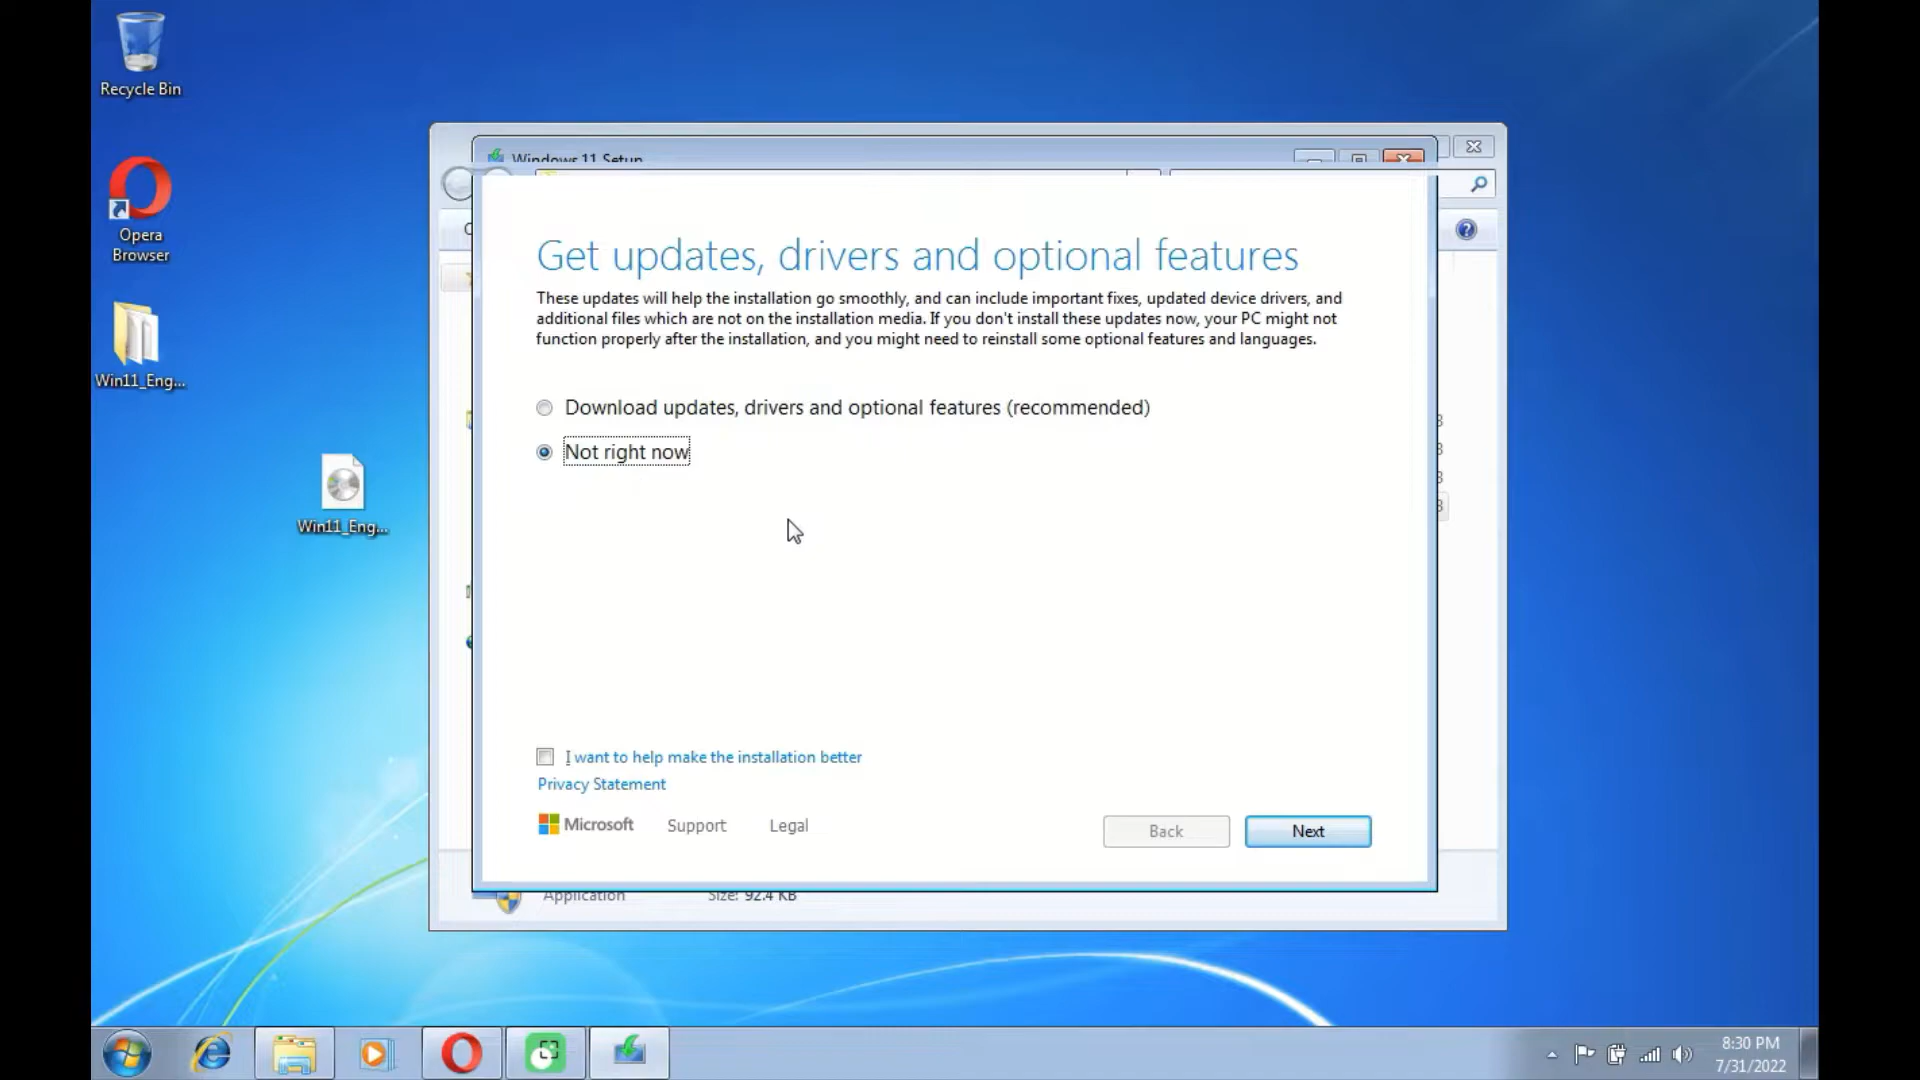 Recycle Bin
Opera
Browser
Win11_Eng...
Win11_Eng...
Windows 11 Setup
Get updates, drivers and optional features
These updates will help the installation go smoothly, and can include important fixes, updated device drivers, and
additional files which are not on the installation media. If you don't install these updates now, your PC might not
function properly after the installation, and you might need to reinstall some optional features and languages.
Download updates, drivers and optional features (recommended)
Not right now
I want to help make the installation better
Privacy Statement
Microsoft Support Legal
Back Next
Application Size: 92.4 KB
8:30 PM
7/31/2022